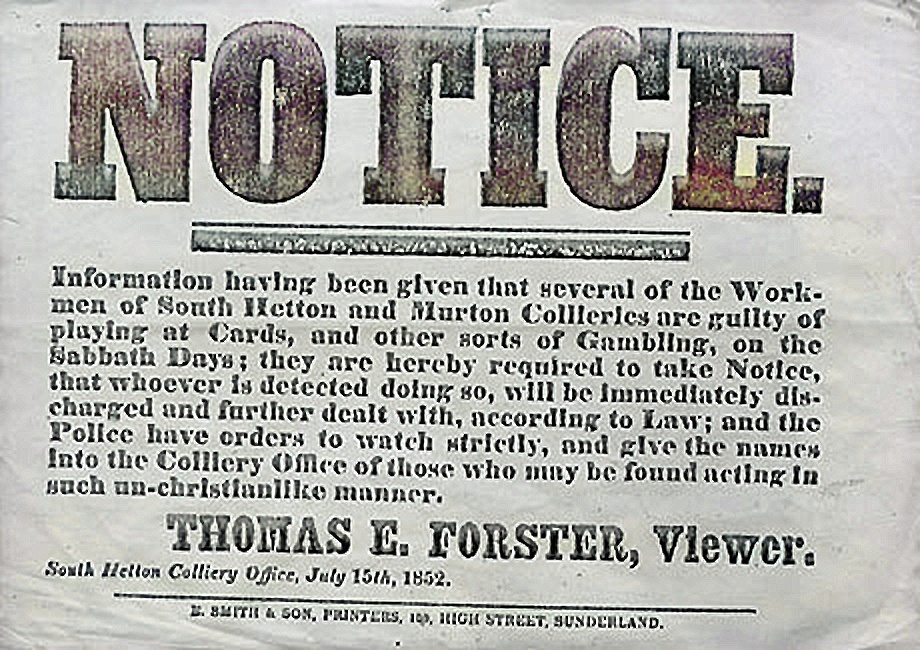 NOTICE.
Information having been given that several of the Work-
men of South Hetton and Murton Collieries are guilty of
playing at Cards, and other sorts of Gambling, on the
Sabbath Days; they are hereby required to take Notice,
that whoever is detected doing so, will be immediately dis-
charged and further dealt with, according to Law; and the
Police have orders to watch strictly, and give the names
into the Colliery Office of those who may be found acting in
such un-christianlike manner.
THOMAS E. FORSTER, Viewer.
South Hetton Colliery Office, July 15th, 1852.
SMITH & SON, PRINTERS, HIGH STREET, SUNDERLAND.